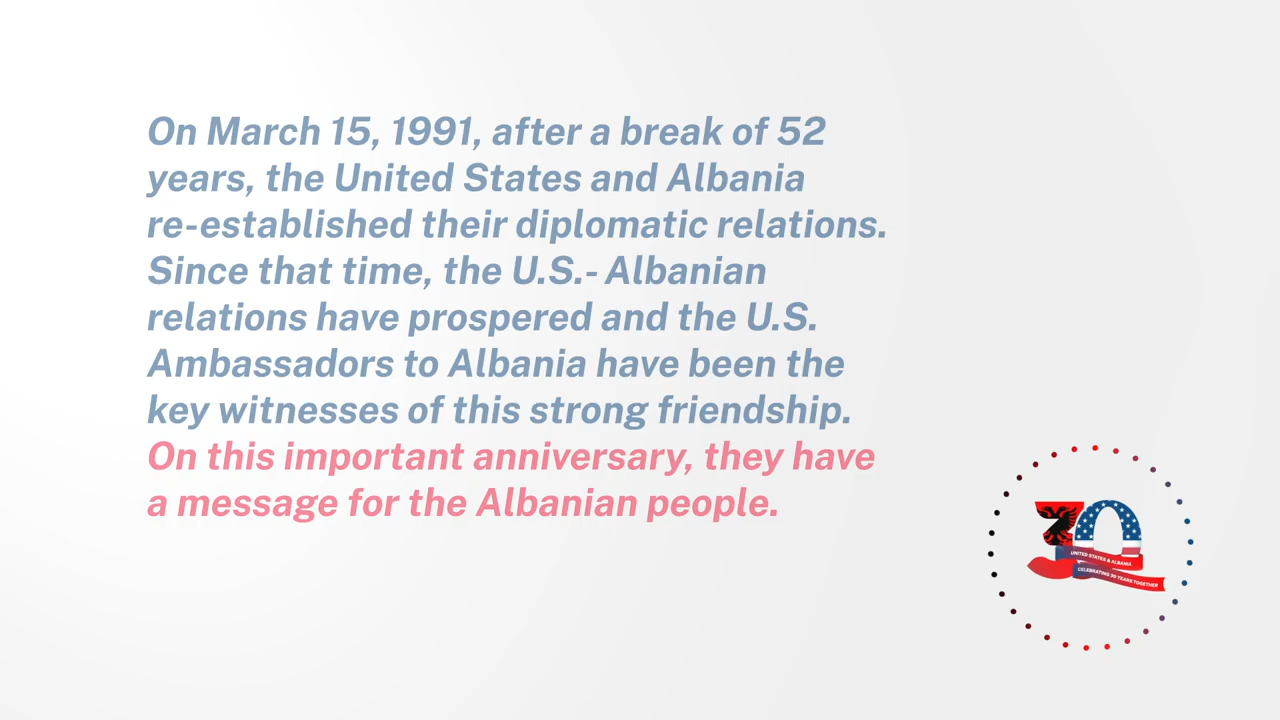 On March 15, 1991, after a break of 52
years, the United States and Albania
re-established their diplomatic relations.
Since that time, the U.S.- Albanian
relations have prospered and the U.S.
Ambassadors to Albania have been the
key witnesses of this strong friendship.
On this important anniversary, they have
a message for the Albanian people.
30
UNITED STATES & ALBANIA
CELEBRATING 30 YEARS TOGETHER